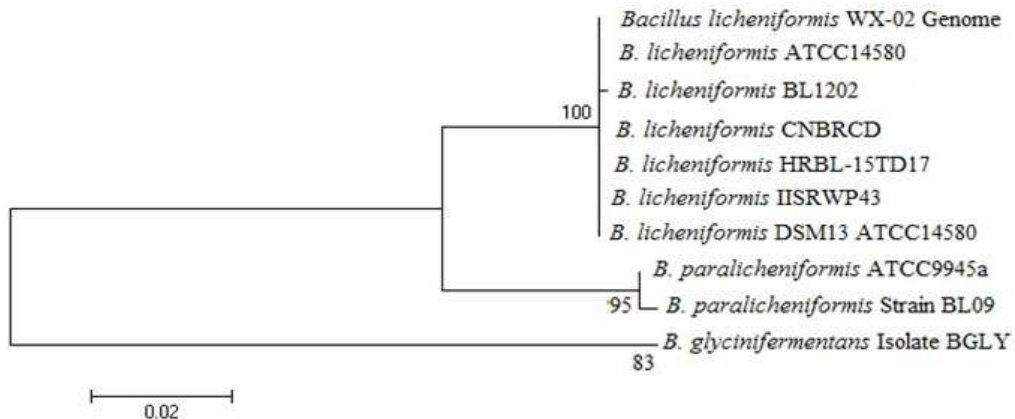 Bacillus licheniformis WX-02 Genome
B. licheniformis ATCC14580
B. licheniformis BL1202
100
B. licheniformis CNBRCD
B. licheniformis HRBL-15TD17
B. licheniformis IISRWP43
B. licheniformis DSM13 ATCC14580
B. paralicheniformis ATCC9945a
95
B. paralicheniformis Strain BL09
B. glycinifermentans Isolate BGLY
83
0.02